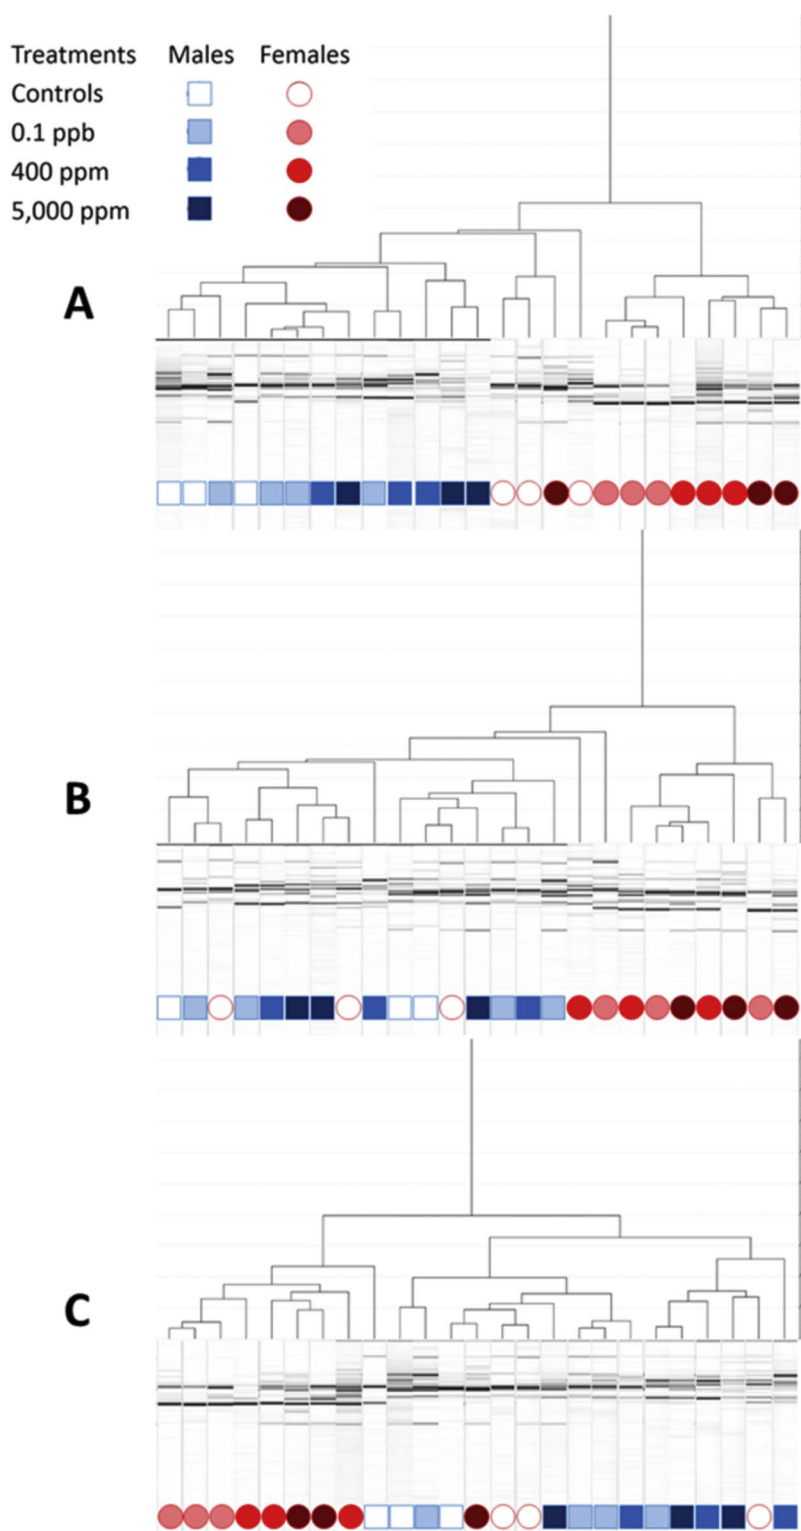 Treatments Males Females
Controls
0.1 ppb
400 ppm
5,000 ppm
A
B
C